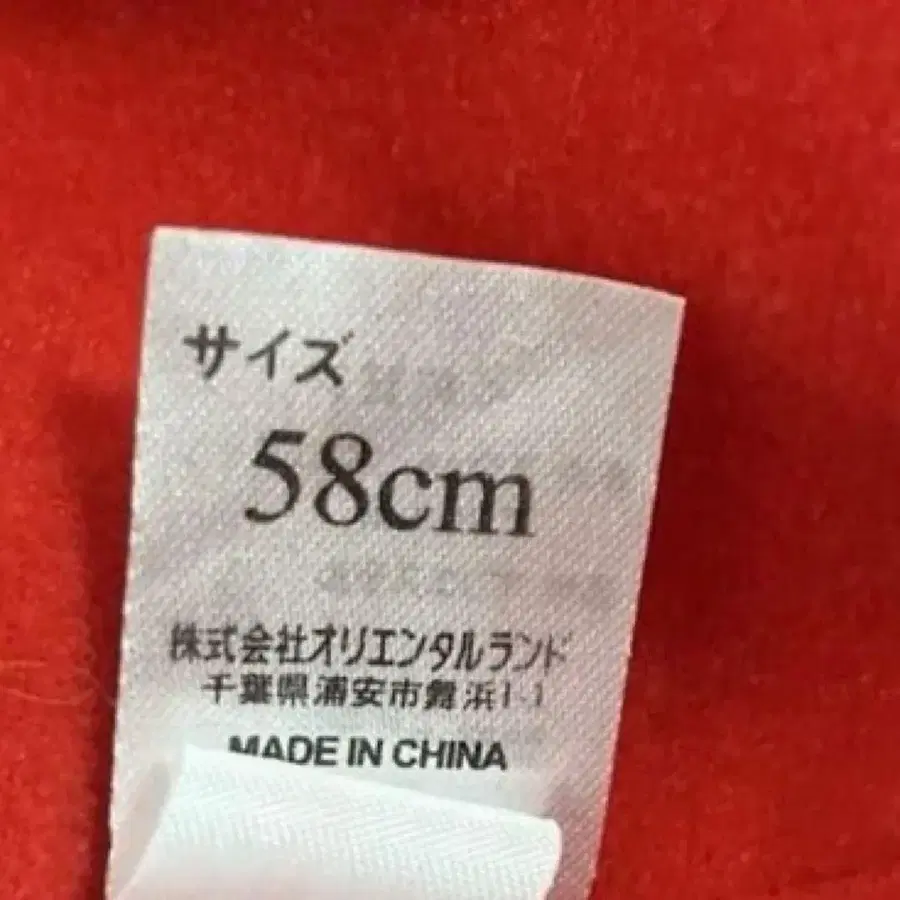 サイズ
58cm
株式会社オリエンタルランド
千葉県浦安市舞浜1-1
MADE IN CHINA